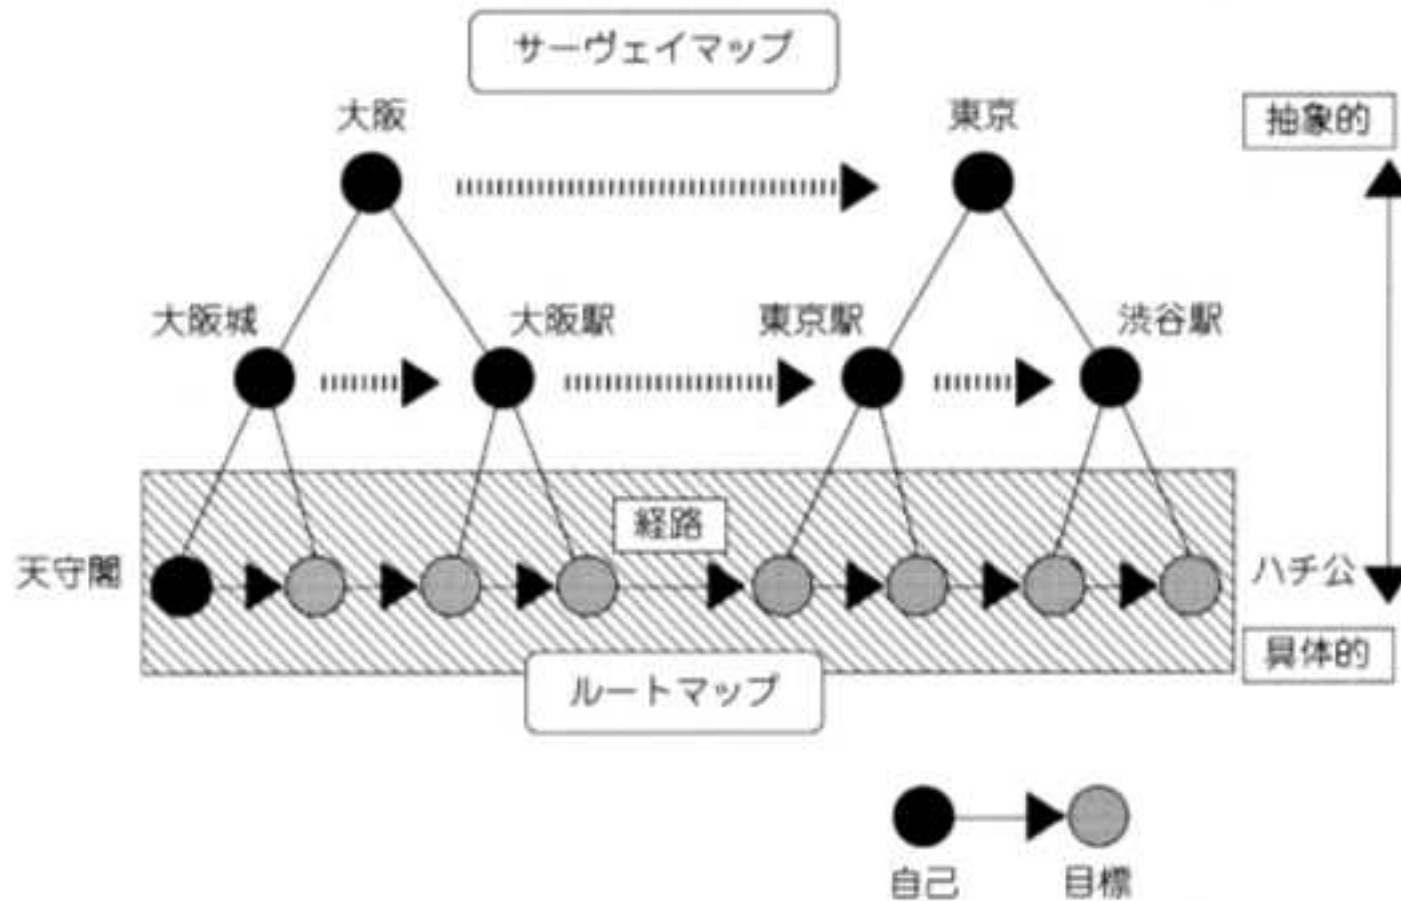 サーヴェイマップ
大阪
東京
抽象的
大阪城
大阪駅
東京駅
渋谷駅
経路
天守閣
ハチ公
具体的
ルートマップ
自己
目標